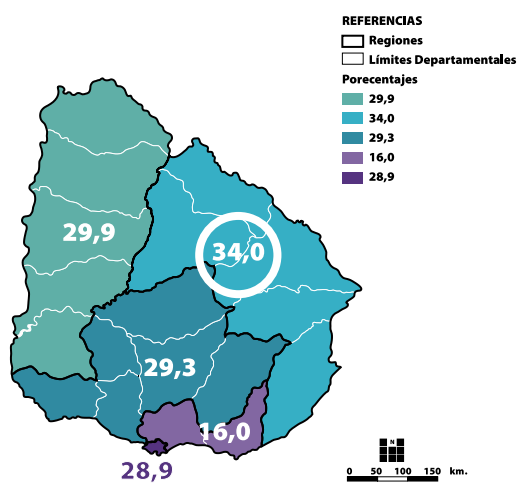 REFERENCIAS
Regiones
Límites Departamentales
Porecentajes
29,9
34,0
29,3
16,0
28,9
29,9
34,0
29,3
16,0
28,9
N
0 50 100 150 km.